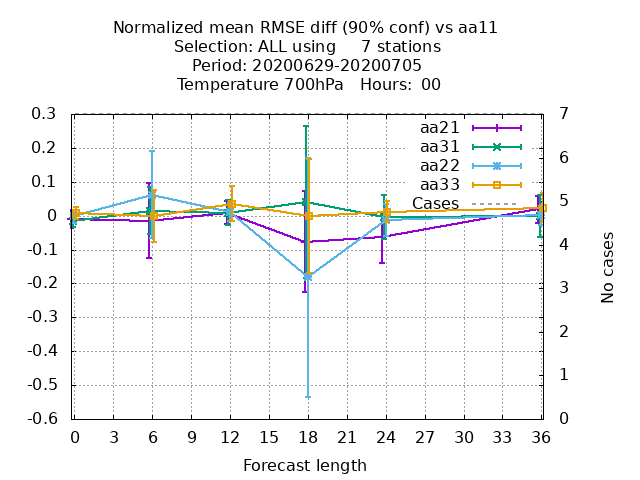 Normalized mean RMSE diff (90% conf) vs aa11
Selection: ALL using     7 stations
Period: 20200629-20200705
Temperature 700hPa   Hours:  00
0.3
0.2
0.1
0
-0.1
-0.2
-0.3
-0.4
-0.5
-0.6
7
6
5
4
3
2
1
0
aa21
aa31
aa22
aa33
Cases
No cases
0 3 6 9 12 15 18 21 24 27 30 33 36
Forecast length